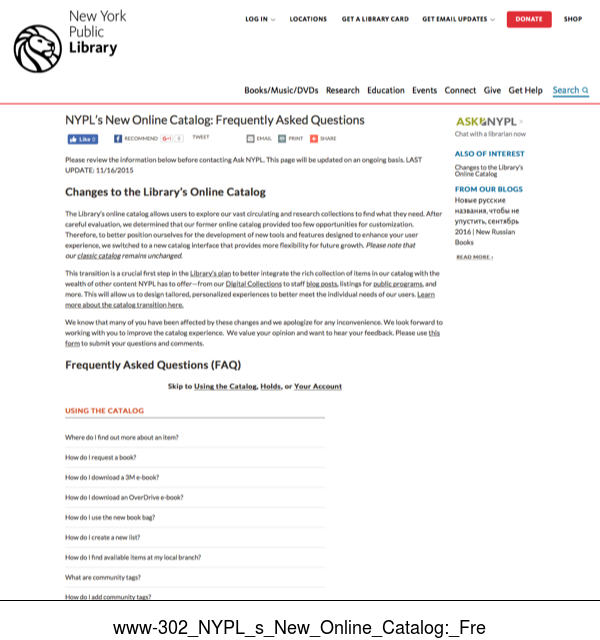 New York
Public
Library
LOG IN LOCATIONS GET A LIBRARY CARD GET EMAIL UPDATES DONATE SHOP
Books/Music/DVDs Research Education Events Connect Give Get Help Search
NYPL's New Online Catalog: Frequently Asked Questions
Like 0 RECOMMEND G+1 0 TWEET EMAIL PRINT SHARE
Please review the information below before contacting Ask NYPL. This page will be updated on an ongoing basis. LAST
UPDATE: 11/16/2015
Changes to the Library's Online Catalog
The Library's online catalog allows users to explore our vast circulating and research collections to find what they need. After
careful evaluation, we determined that our former online catalog provided too few opportunities for customization.
Therefore, to better position ourselves for the development of new tools and features designed to enhance your user
experience, we switched to a new catalog interface that provides more flexibility for future growth. Please note that
our classic catalog remains unchanged.
This transition is a crucial first step in the Library's plan to better integrate the rich collection of items in our catalog with the
wealth of other content NYPL has to offer—from our Digital Collections to staff blog posts, listings for public programs, and
more. This will allow us to design tailored, personalized experiences to better meet the individual needs of our users. Learn
more about the catalog transition here.
We know that many of you have been affected by these changes and we apologize for any inconvenience. We look forward to
working with you to improve the catalog experience. We value your opinion and want to hear your feedback. Please use this
form to submit your questions and comments.
Frequently Asked Questions (FAQ)
Skip to Using the Catalog, Holds, or Your Account
USING THE CATALOG
Where do I find out more about an item?
How do I request a book?
How do I download a 3M e-book?
How do I download an OverDrive e-book?
How do I use the new book bag?
How do I create a new list?
How do I find available items at my local branch?
What are community tags?
How do I add community tags?
ASK NYPL
Chat with a librarian now
ALSO OF INTEREST
Changes to the Library's
Online Catalog
FROM OUR BLOGS
Новые русские
названия, чтобы не
упустить, сентябрь
2016 | New Russian
Books
READ MORE ›
www-302_NYPL_s_New_Online_Catalog:_Fre